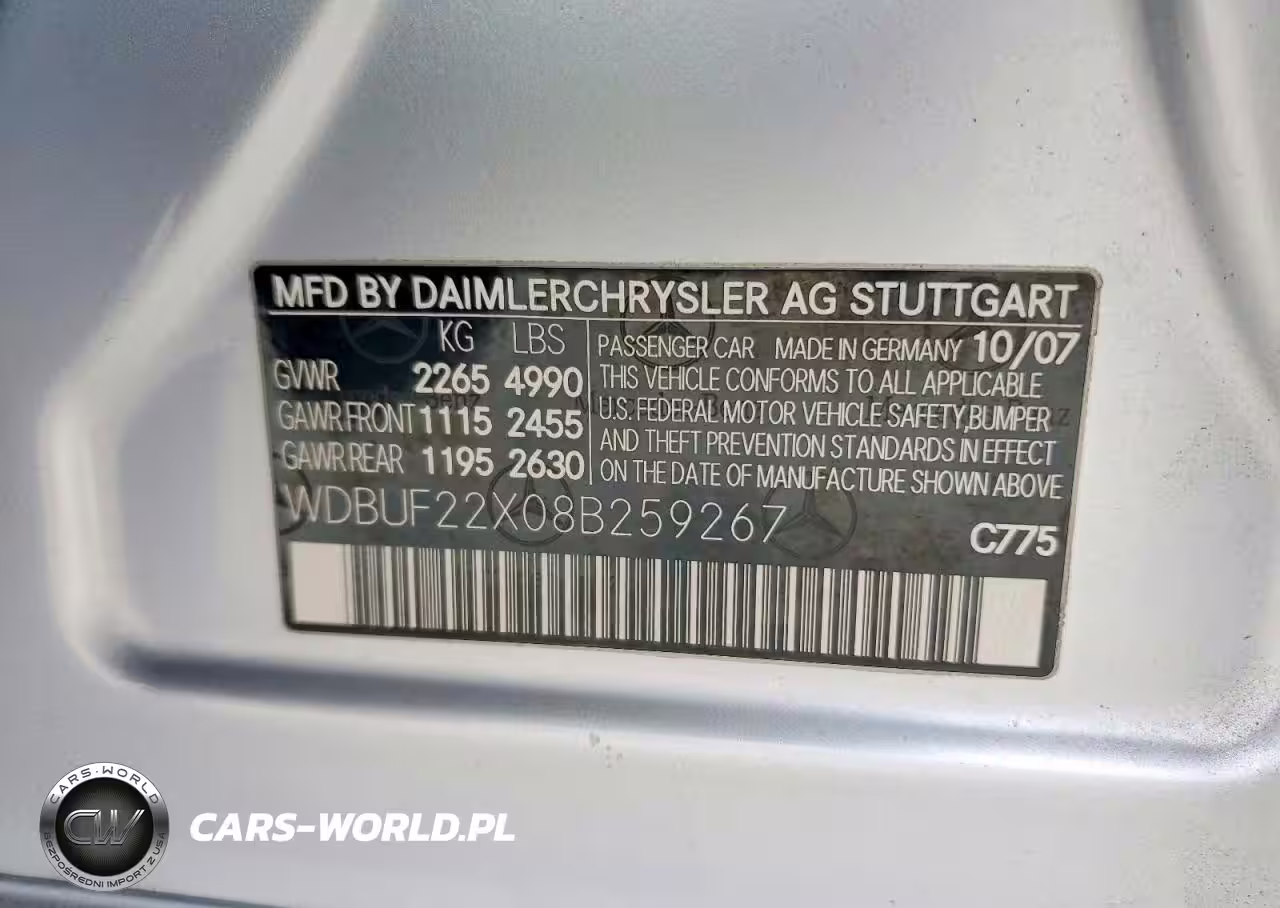 MFD BY DAIMLERCHRYSLER AG STUTTGART
KG LBS
GVWR 2265 4990
GAWR FRONT 1115 2455
GAWR REAR 1195 2630
PASSENGER CAR MADE IN GERMANY 10/07
THIS VEHICLE CONFORMS TO ALL APPLICABLE
U.S. FEDERAL MOTOR VEHICLE SAFETY,BUMPER
AND THEFT PREVENTION STANDARDS IN EFFECT
ON THE DATE OF MANUFACTURE SHOWN ABOVE
WDBUF22X08B259267
C775
CARS-WORLD
CW
BEZPOŚREDNI IMPORT Z USA
CARS-WORLD.PL